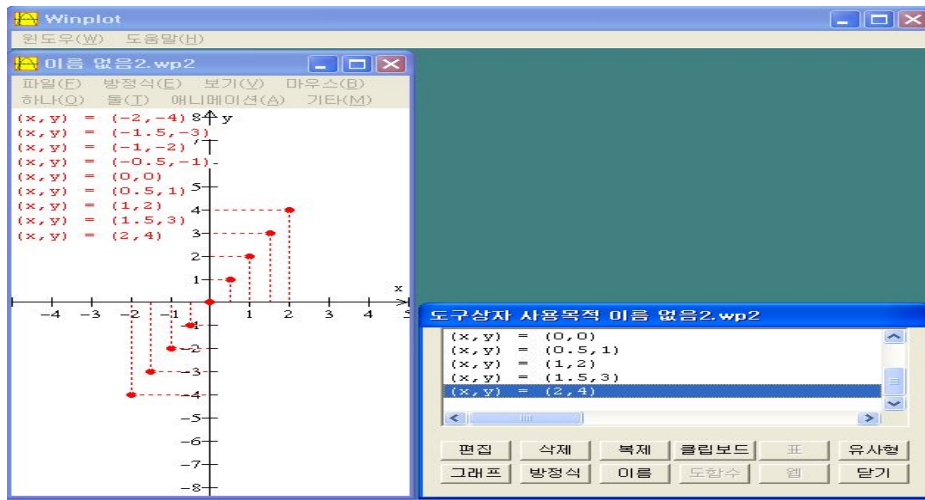 Winplot
윈도우(W) 도움말(H)
이름 없음2.wp2
파일(F) 방정식(E) 보기(V) 마우스(B)
하나(O) 툴(T) 애니메이션(A) 기타(M)
(x,y) = (-2,-4)
(x,y) = (-1.5,-3)
(x,y) = (-1,-2)
(x,y) = (-0.5,-1)
(x,y) = (0,0)
(x,y) = (0.5,1)
(x,y) = (1,2)
(x,y) = (1.5,3)
(x,y) = (2,4)
8 y
5
4
3
2
1
x
-4 -3 -2 -1 1 2 3 4 5
-1
-2
-3
-4
-5
-6
-7
-8
도구상자 사용목적 이름 없음2.wp2
(x,y) = (0,0)
(x,y) = (0.5,1)
(x,y) = (1,2)
(x,y) = (1.5,3)
(x,y) = (2,4)
편집 삭제 복제 클립보드 표 유사형
그래프 방정식 이름 도함수 웹 닫기